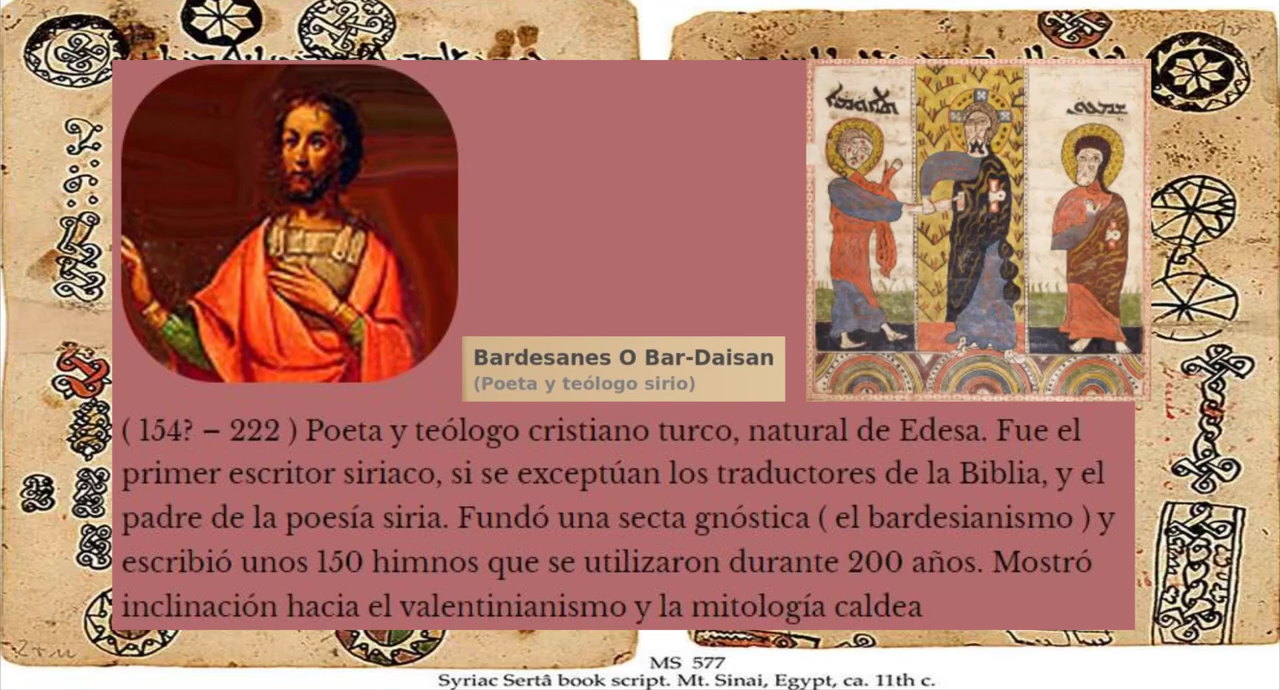 Bardesanes O Bar-Daisan
(Poeta y teólogo sirio)
( 154? – 222 ) Poeta y teólogo cristiano turco, natural de Edesa. Fue el
primer escritor siriaco, si se exceptúan los traductores de la Biblia, y el
padre de la poesía siria. Fundó una secta gnóstica ( el bardesianismo ) y
escribió unos 150 himnos que se utilizaron durante 200 años. Mostró
inclinación hacia el valentinianismo y la mitología caldea
MS 577
Syriac Sertâ book script. Mt. Sinai, Egypt, ca. 11th c.